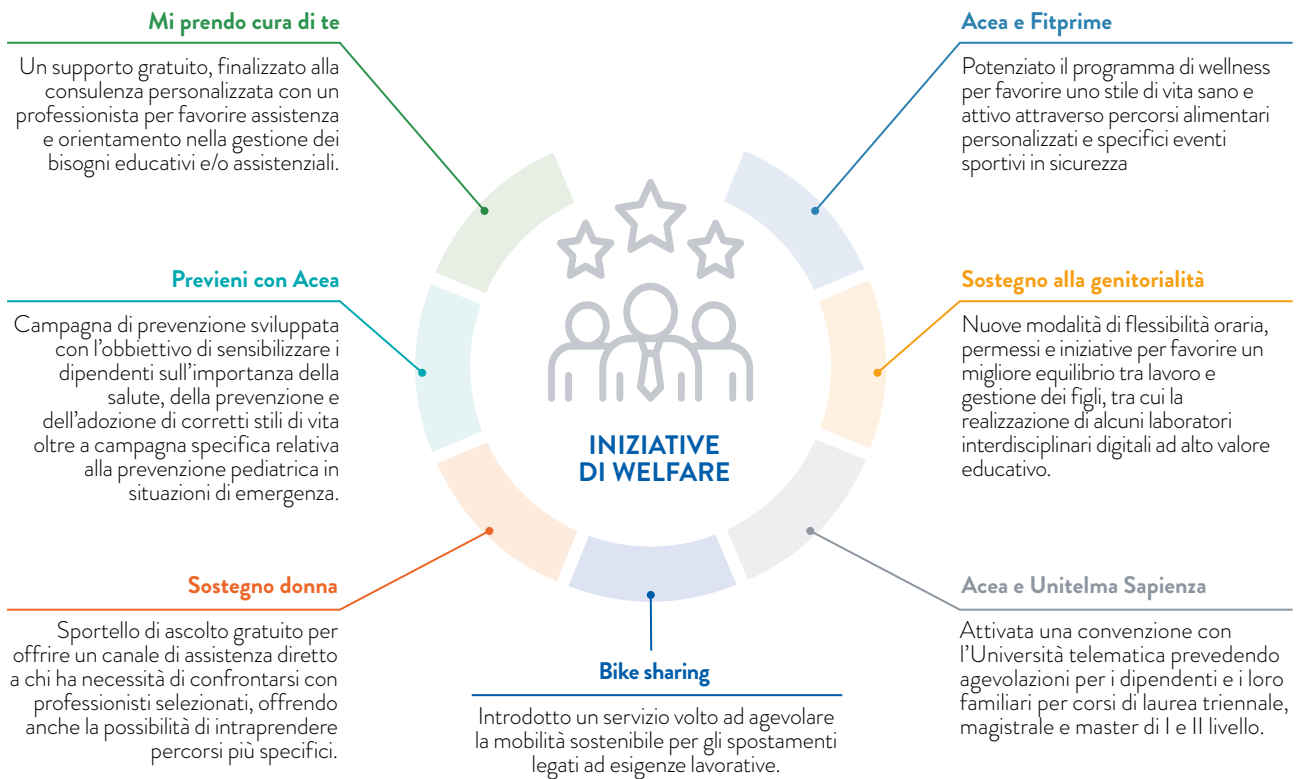 Mi prendo cura di te
Un supporto gratuito, finalizzato alla
consulenza personalizzata con un
professionista per favorire assistenza
e orientamento nella gestione dei
bisogni educativi e/o assistenziali.
Previeni con Acea
Campagna di prevenzione sviluppata
con l’obbiettivo di sensibilizzare i
dipendenti sull’importanza della
salute, della prevenzione e
dell’adozione di corretti stili di vita
oltre a campagna specifica relativa
alla prevenzione pediatrica in
situazioni di emergenza.
Sostegno donna
Sportello di ascolto gratuito per
offrire un canale di assistenza diretto
a chi ha necessità di confrontarsi con
professionisti selezionati, offrendo
anche la possibilità di intraprendere
percorsi più specifici.
INIZIATIVE
DI WELFARE
Bike sharing
Introdotto un servizio volto ad agevolare
la mobilità sostenibile per gli spostamenti
legati ad esigenze lavorative.
Acea e Fitprime
Potenziato il programma di wellness
per favorire uno stile di vita sano e
attivo attraverso percorsi alimentari
personalizzati e specifici eventi
sportivi in sicurezza
Sostegno alla genitorialità
Nuove modalità di flessibilità oraria,
permessi e iniziative per favorire un
migliore equilibrio tra lavoro e
gestione dei figli, tra cui la
realizzazione di alcuni laboratori
interdisciplinari digitali ad alto valore
educativo.
Acea e Unitelma Sapienza
Attivata una convenzione con
l’Università telematica prevedendo
agevolazioni per i dipendenti e i loro
familiari per corsi di laurea triennale,
magistrale e master di I e II livello.